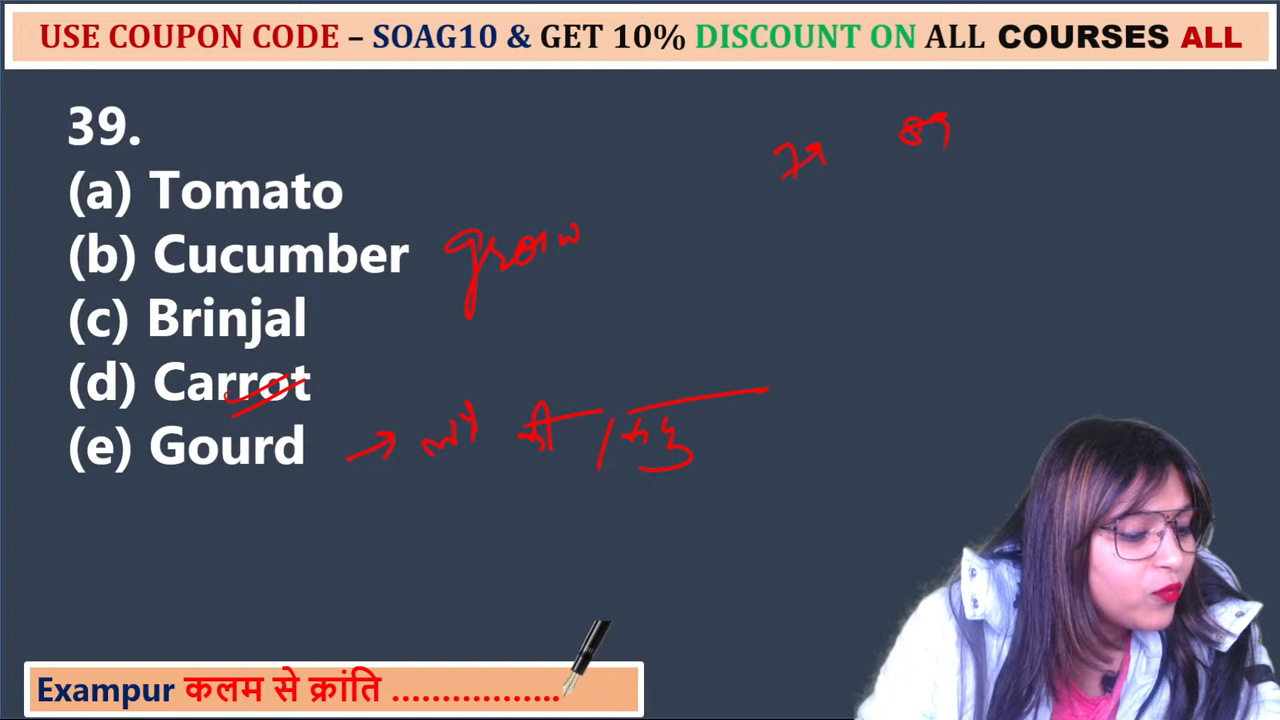 USE COUPON CODE – SOAG10 & GET 10% DISCOUNT ON ALL COURSES ALL
39.
(a) Tomato
(b) Cucumber grow
(c) Brinjal
(d) Carrot
(e) Gourd →
Exampur कलम से क्रांति .................